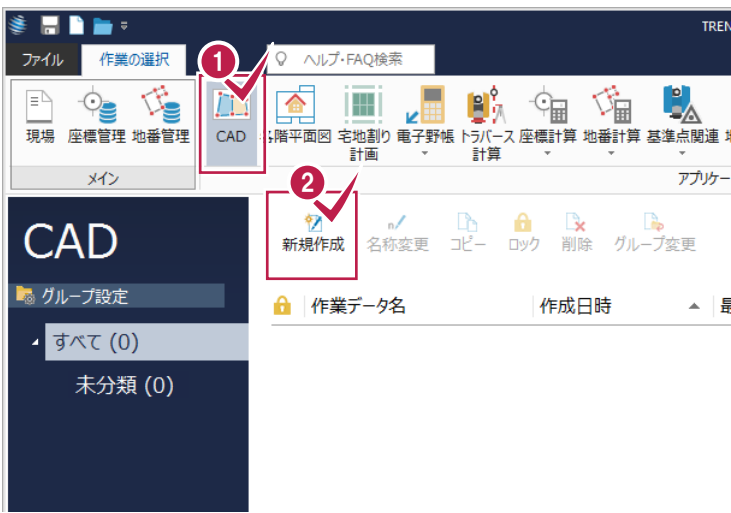 TREN
ファイル 作業の選択 ヘルプ・FAQ検索
1
現場 座標管理 地番管理 CAD 各階平面図 宅地割り計画 電子野帳 トラバース計算 座標計算 地番計算 基準点関連
メイン アプリケー
2
CAD
新規作成 名称変更 コピー ロック 削除 グループ変更
グループ設定
作業データ名 作成日時 最
すべて (0)
未分類 (0)